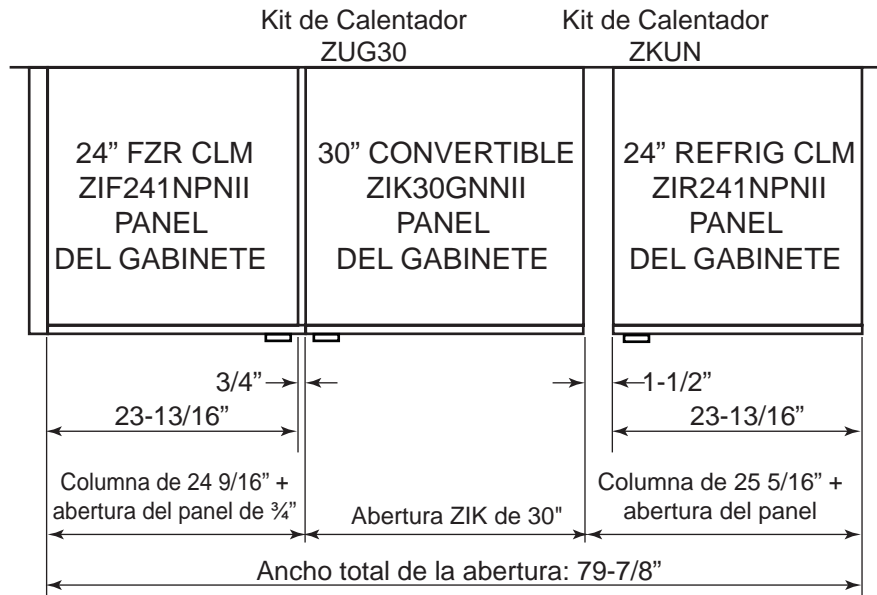 Kit de Calentador
ZUG30
Kit de Calentador
ZKUN
24” FZR CLM
ZIF241NPNII
PANEL
DEL GABINETE
30” CONVERTIBLE
ZIK30GNNII
PANEL
DEL GABINETE
24” REFRIG CLM
ZIR241NPNII
PANEL
DEL GABINETE
3/4”
1-1/2”
23-13/16”
23-13/16”
Columna de 24 9/16” +
abertura del panel de ¾”
Abertura ZIK de 30"
Columna de 25 5/16” +
abertura del panel
Ancho total de la abertura: 79-7/8”